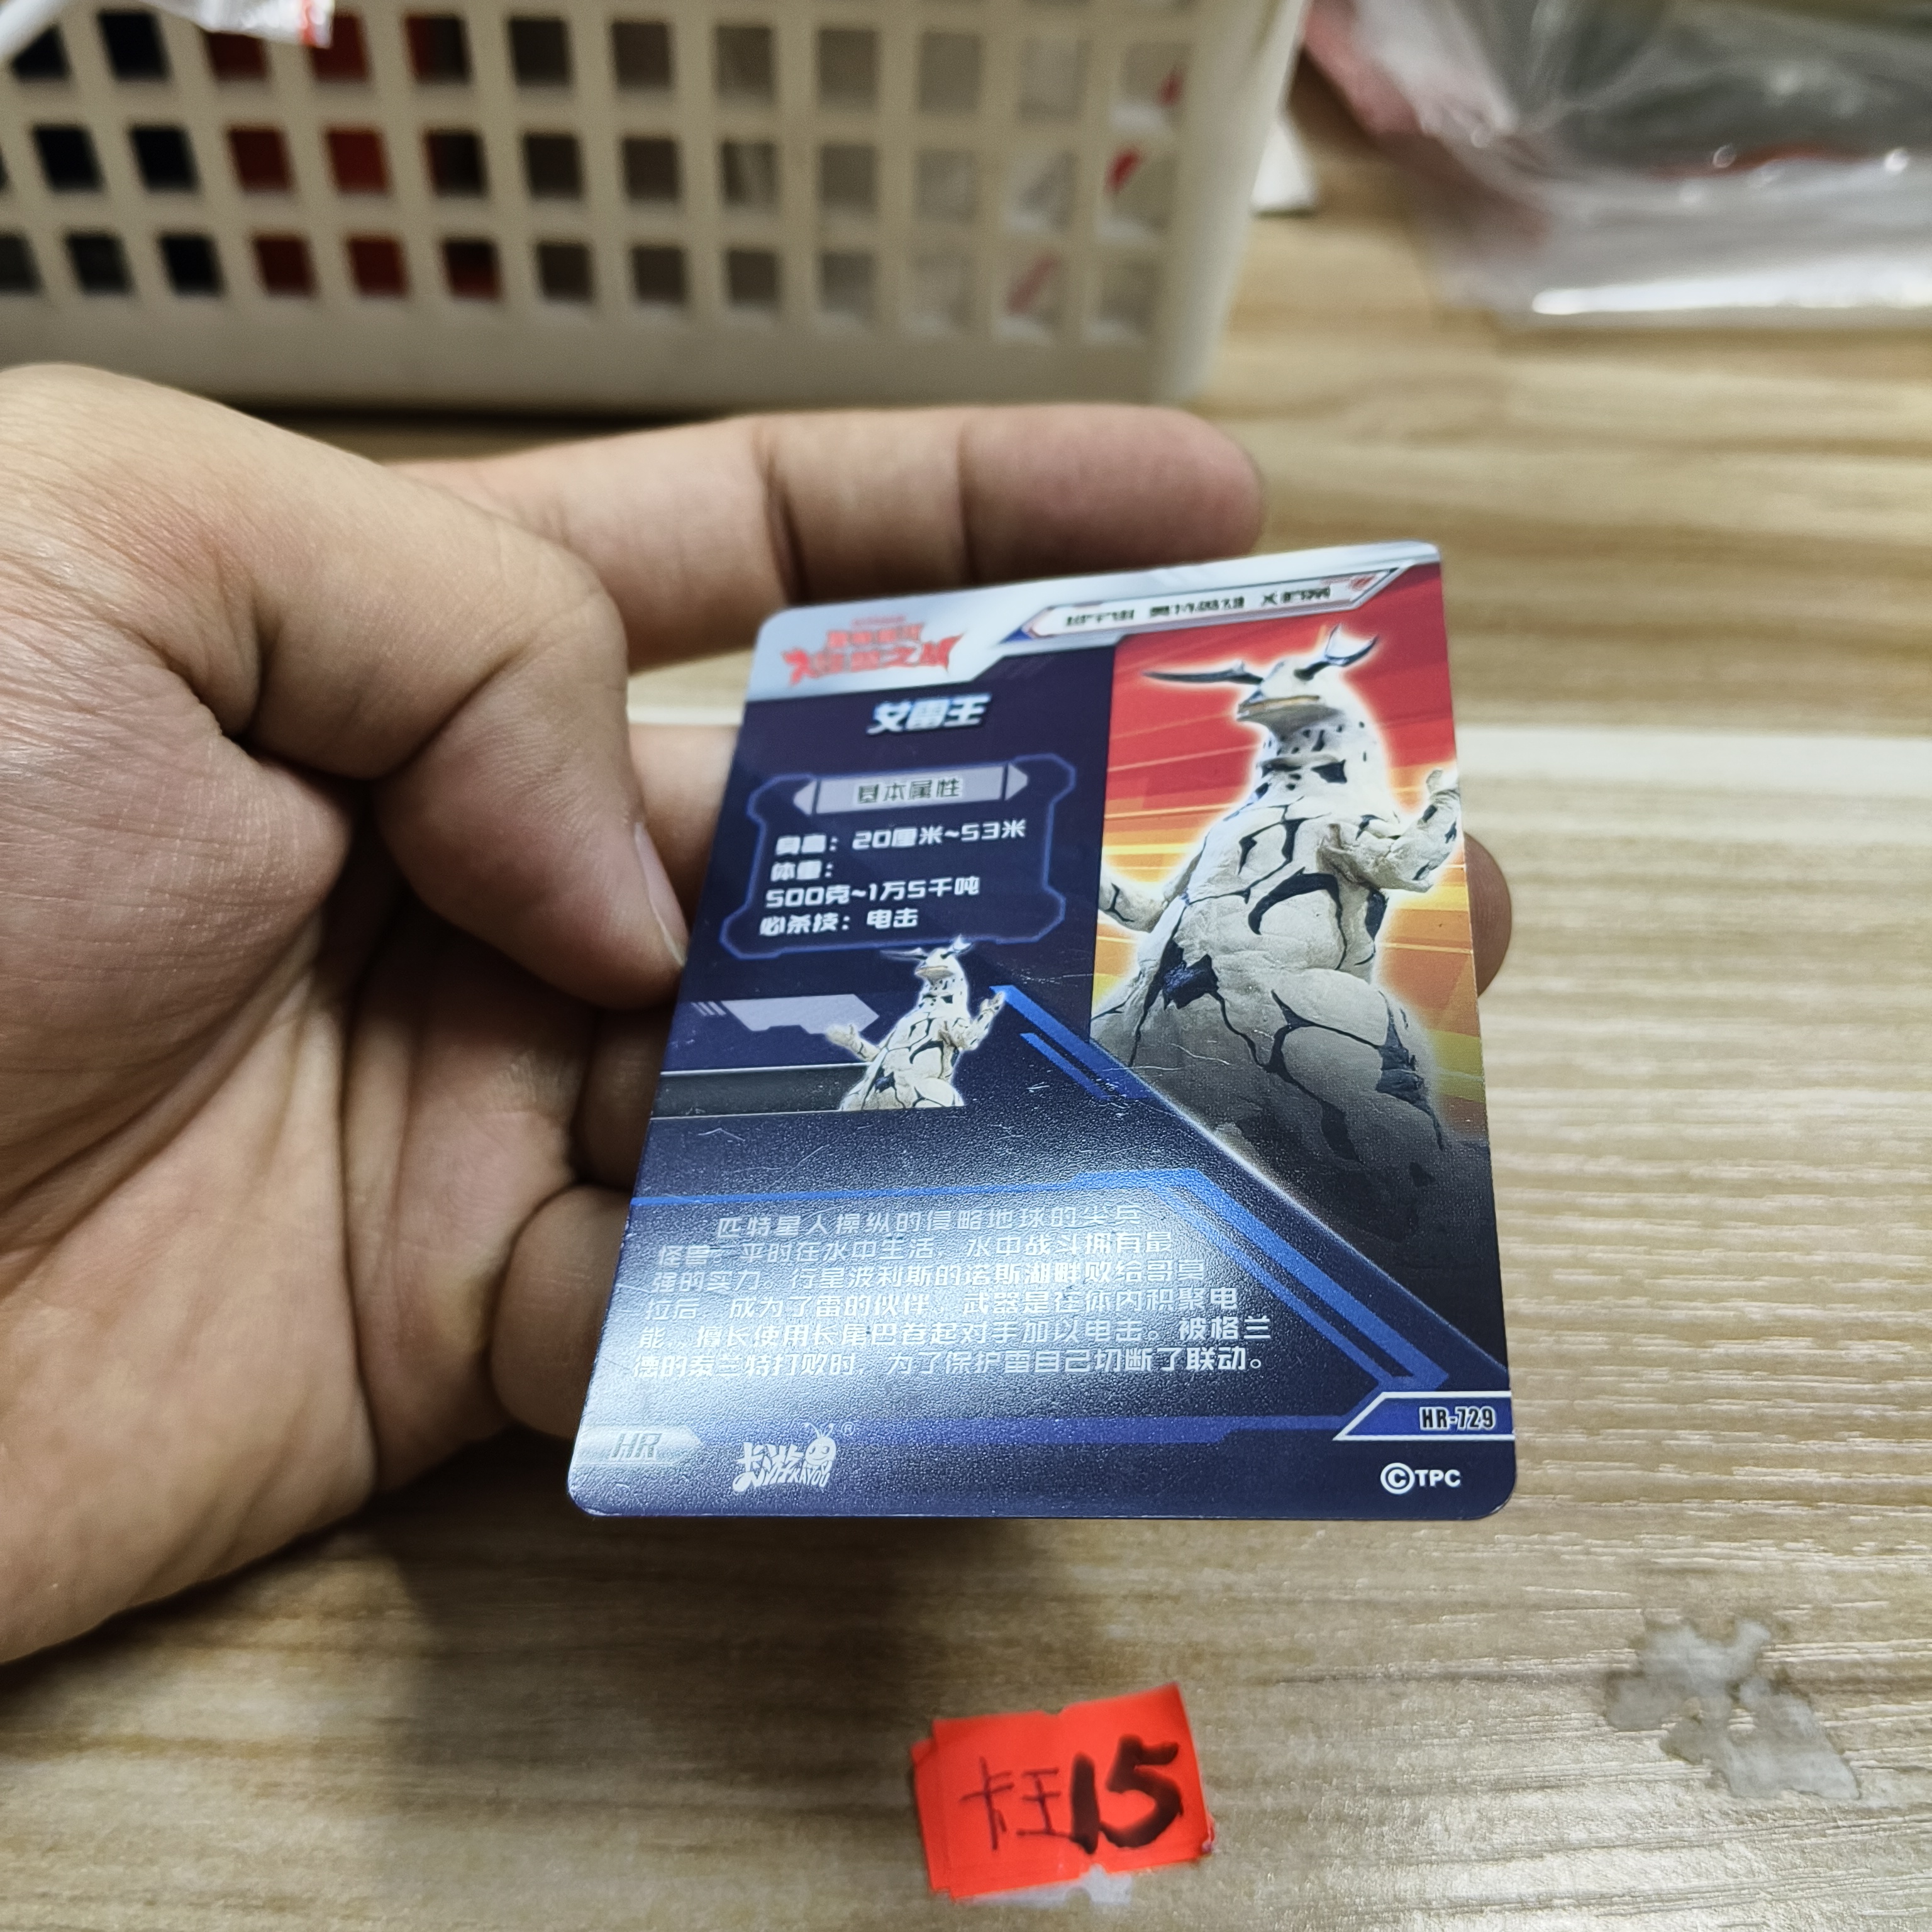 大怪兽之战
艾雷王
基本属性
身高：20厘米~53米
体重：
500克~1万5千吨
必杀技：电击
匹特星人操纵的侵略地球的尖兵
怪兽。平时在水中生活，水中战斗拥有最
强的实力。行星波利斯的诺斯湖畔败给哥莫
拉后，成为了雷的伙伴。武器是在体内积聚电
能，擅长使用长尾巴卷起对手加以电击。被格兰
德的泰兰特打败时，为了保护雷自己切断了联动。
HR-729
HR
卡游 KAYOU ®
©TPC
卡王15